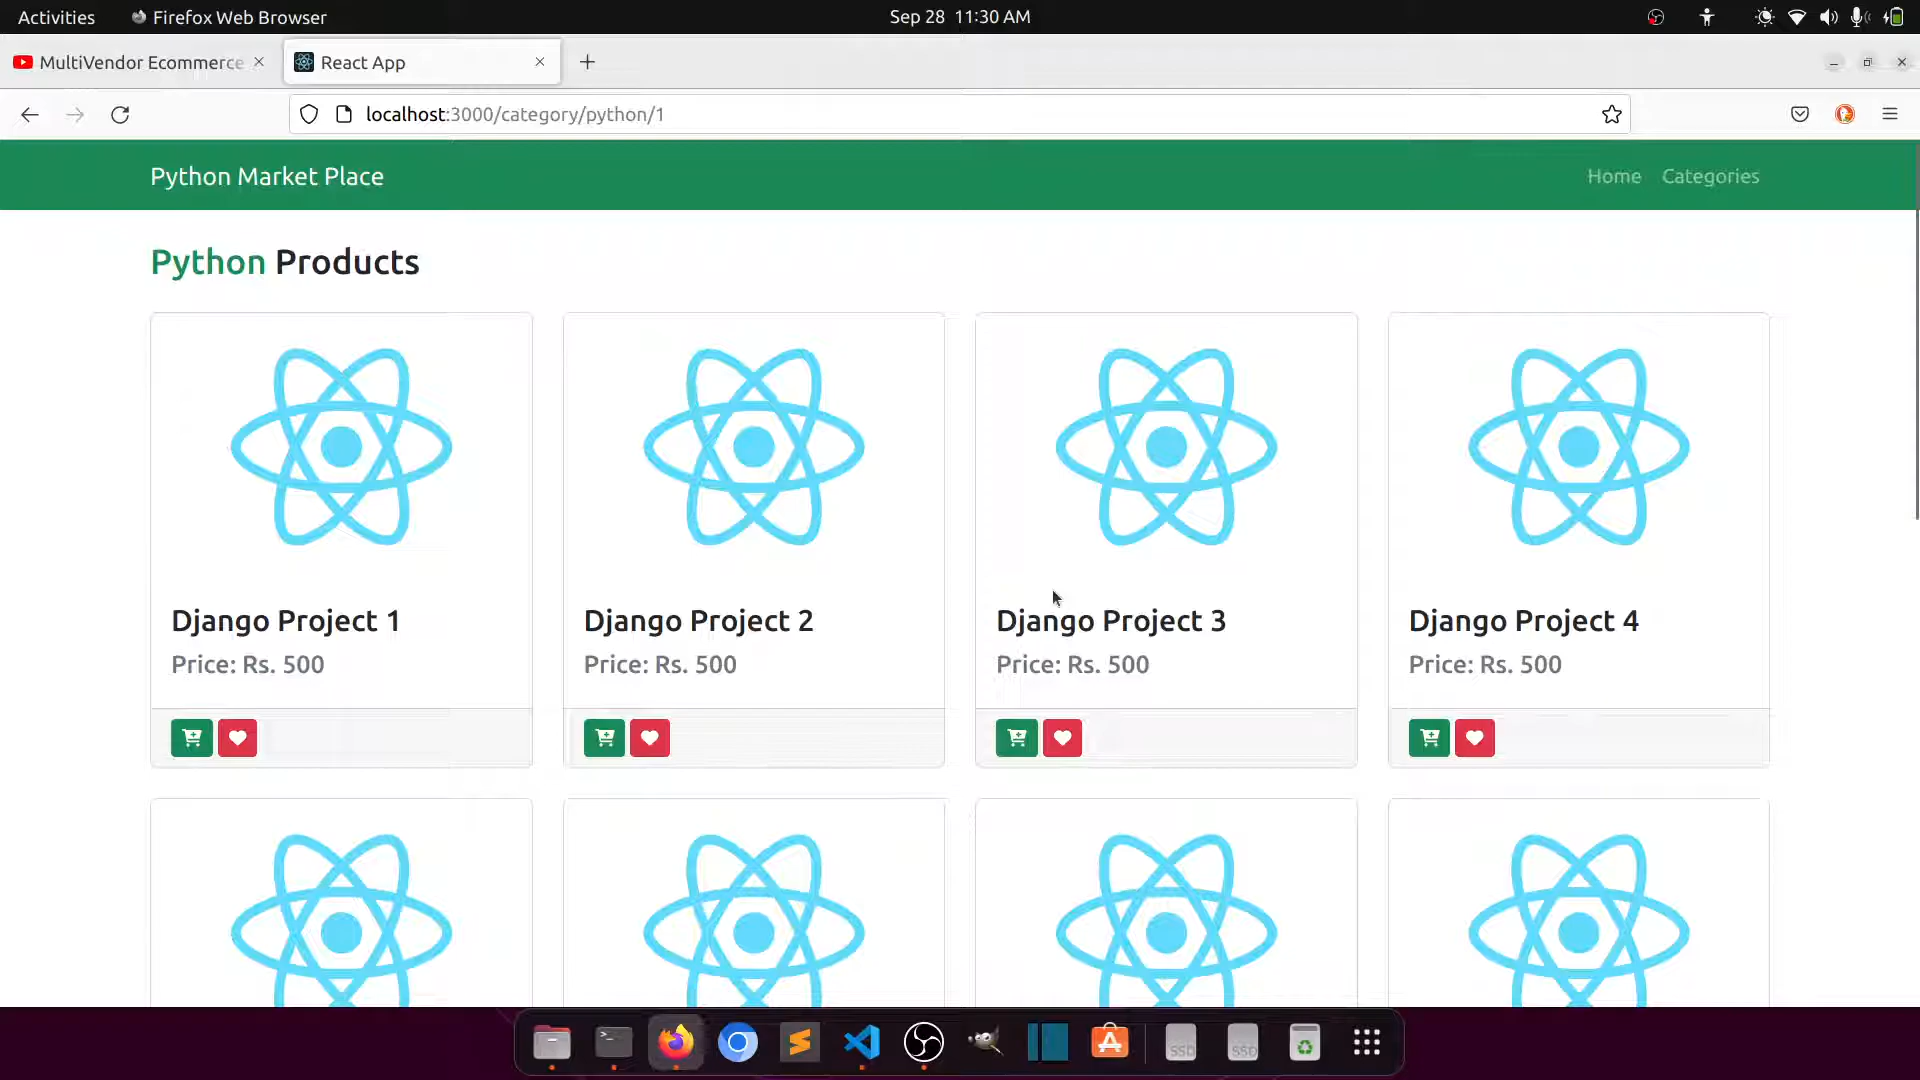 Activities Firefox Web Browser Sep 28 11:30 AM
MultiVendor Ecommerce React App
localhost:3000/category/python/1
Python Market Place Home Categories
Python Products
Django Project 1 Django Project 2 Django Project 3 Django Project 4
Price: Rs. 500 Price: Rs. 500 Price: Rs. 500 Price: Rs. 500
SSD SSD